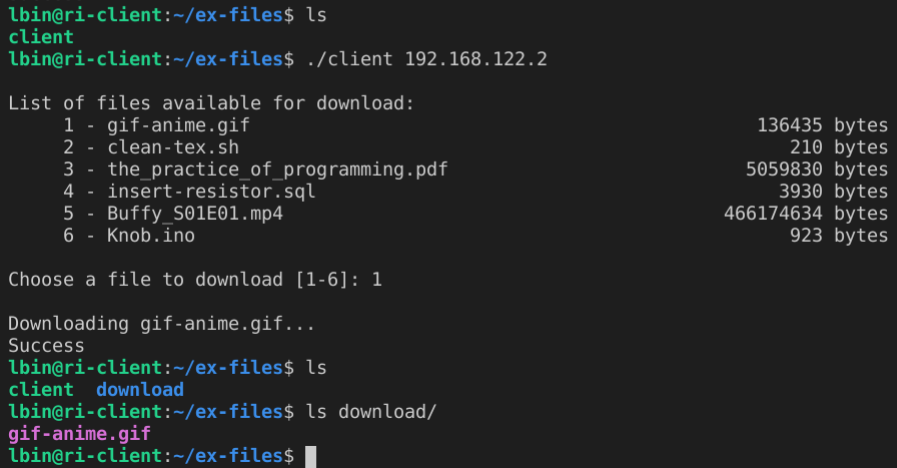 lbin@ri-client:~/ex-files$ ls
client
lbin@ri-client:~/ex-files$ ./client 192.168.122.2
List of files available for download:
1 - gif-anime.gif 136435 bytes
2 - clean-tex.sh 210 bytes
3 - the_practice_of_programming.pdf 5059830 bytes
4 - insert-resistor.sql 3930 bytes
5 - Buffy_S01E01.mp4 466174634 bytes
6 - Knob.ino 923 bytes
Choose a file to download [1-6]: 1
Downloading gif-anime.gif...
Success
lbin@ri-client:~/ex-files$ ls
client download
lbin@ri-client:~/ex-files$ ls download/
gif-anime.gif
lbin@ri-client:~/ex-files$